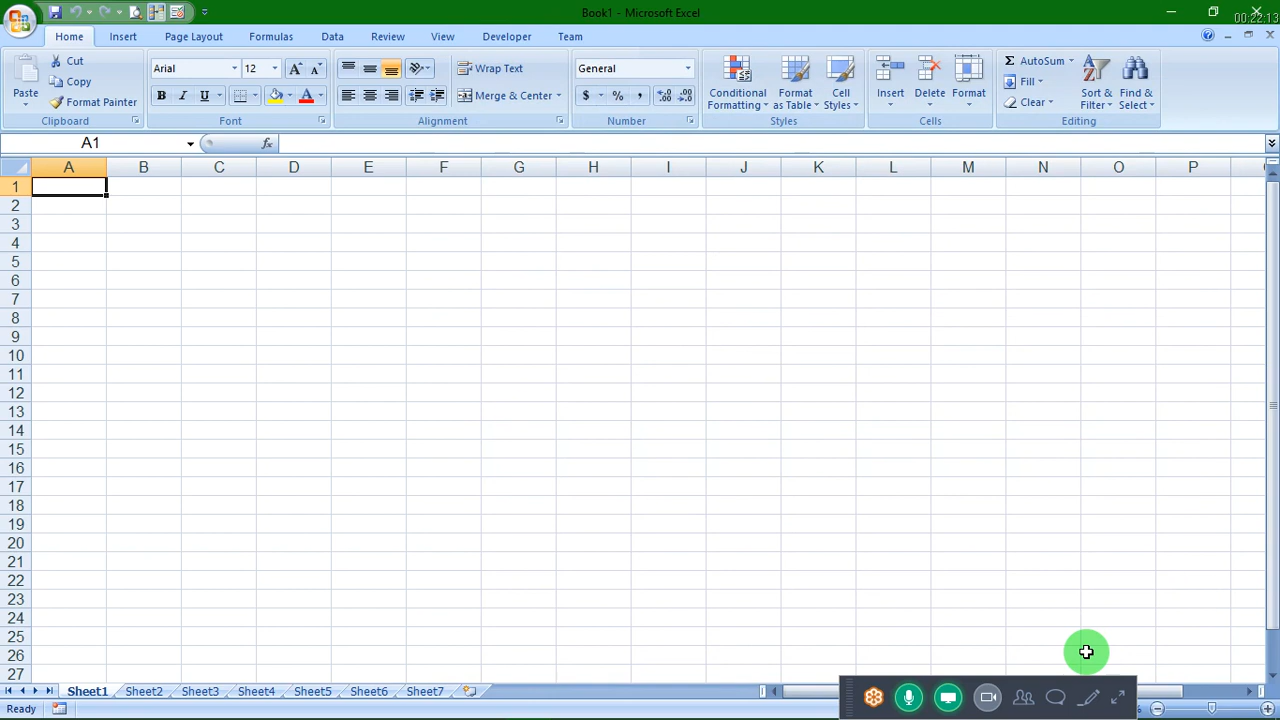 Book1 - Microsoft Excel
00:22:13
Home Insert Page Layout Formulas Data Review View Developer Team
Paste
Cut
Copy
Format Painter
Clipboard
Arial 12
B I U A
Font
Wrap Text
Merge & Center
Alignment
General
$ % ,
Number
Conditional Formatting
Format as Table
Cell Styles
Styles
Insert Delete Format
Cells
Σ AutoSum
Fill
Clear
Sort & Filter
Find & Select
Editing
A1 fx
A B C D E F G H I J K L M N O P
1
2
3
4
5
6
7
8
9
10
11
12
13
14
15
16
17
18
19
20
21
22
23
24
25
26
27
Sheet1 Sheet2 Sheet3 Sheet4 Sheet5 Sheet6 Sheet7
Ready